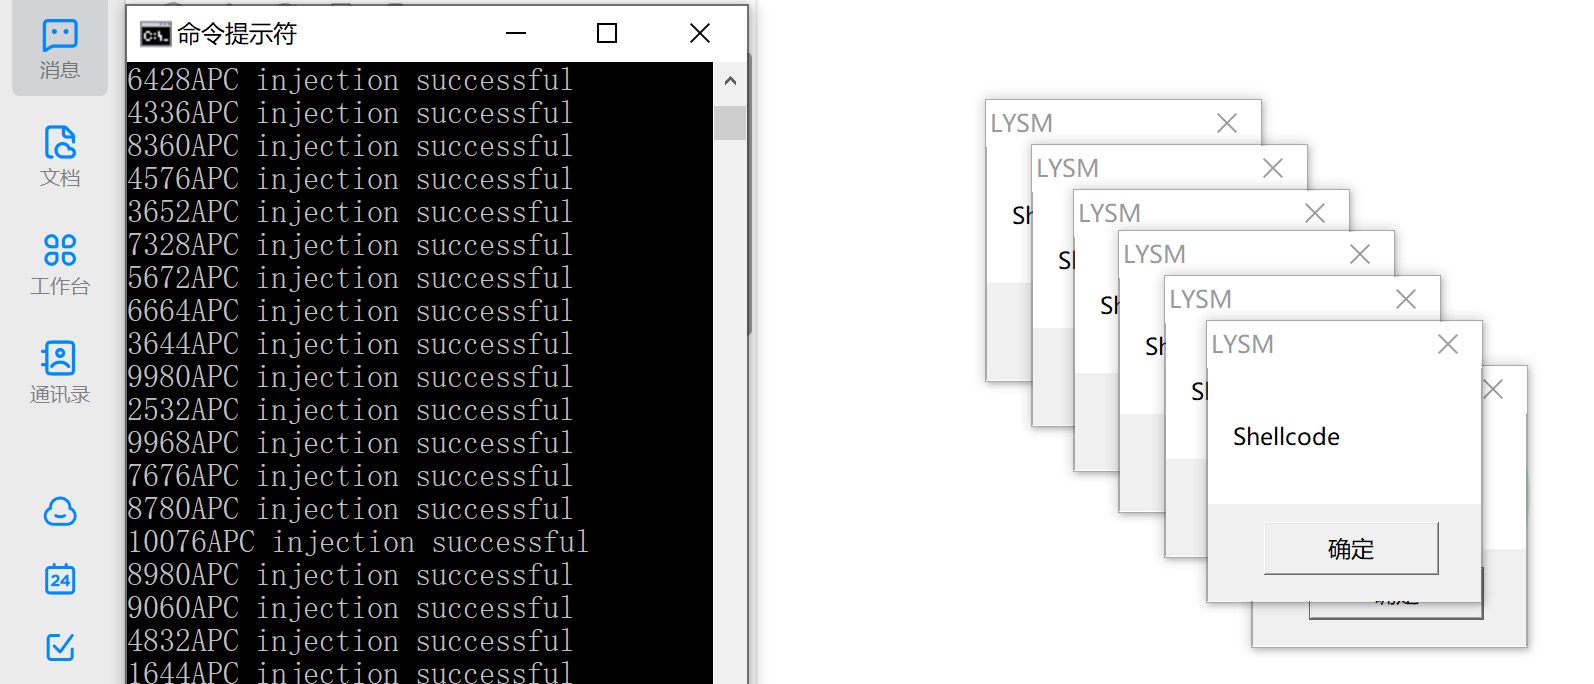 消息
文档
工作台
通讯录
24
命令提示符
6428APC injection successful
4336APC injection successful
8360APC injection successful
4576APC injection successful
3652APC injection successful
7328APC injection successful
5672APC injection successful
6664APC injection successful
3644APC injection successful
9980APC injection successful
2532APC injection successful
9968APC injection successful
7676APC injection successful
8780APC injection successful
10076APC injection successful
8980APC injection successful
9060APC injection successful
4832APC injection successful
1644APC injection successful
LYSM
Sh
LYSM
Sh
LYSM
Sh
LYSM
Sh
LYSM
Sh
LYSM
Shellcode
确定